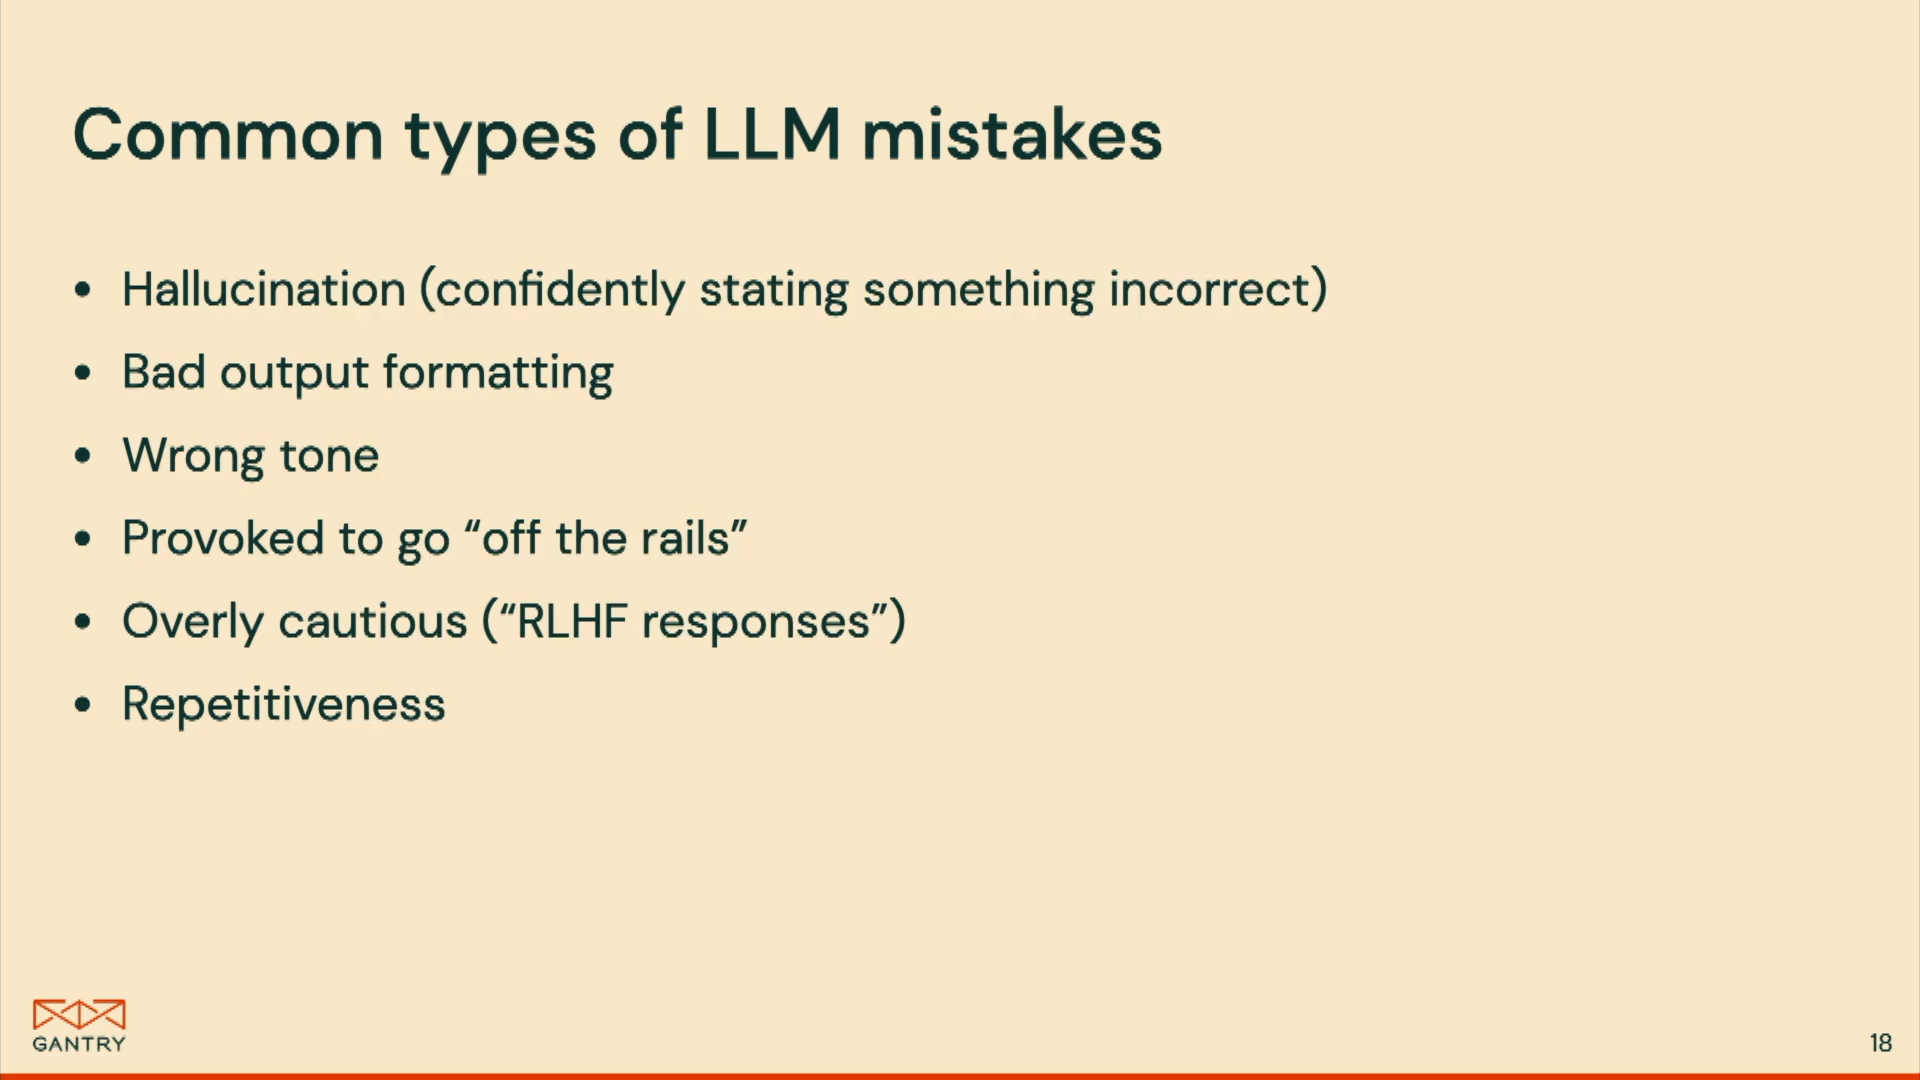 Common types of LLM mistakes
• Hallucination (confidently stating something incorrect)
• Bad output formatting
• Wrong tone
• Provoked to go “off the rails”
• Overly cautious (“RLHF responses”)
• Repetitiveness
GANTRY
18